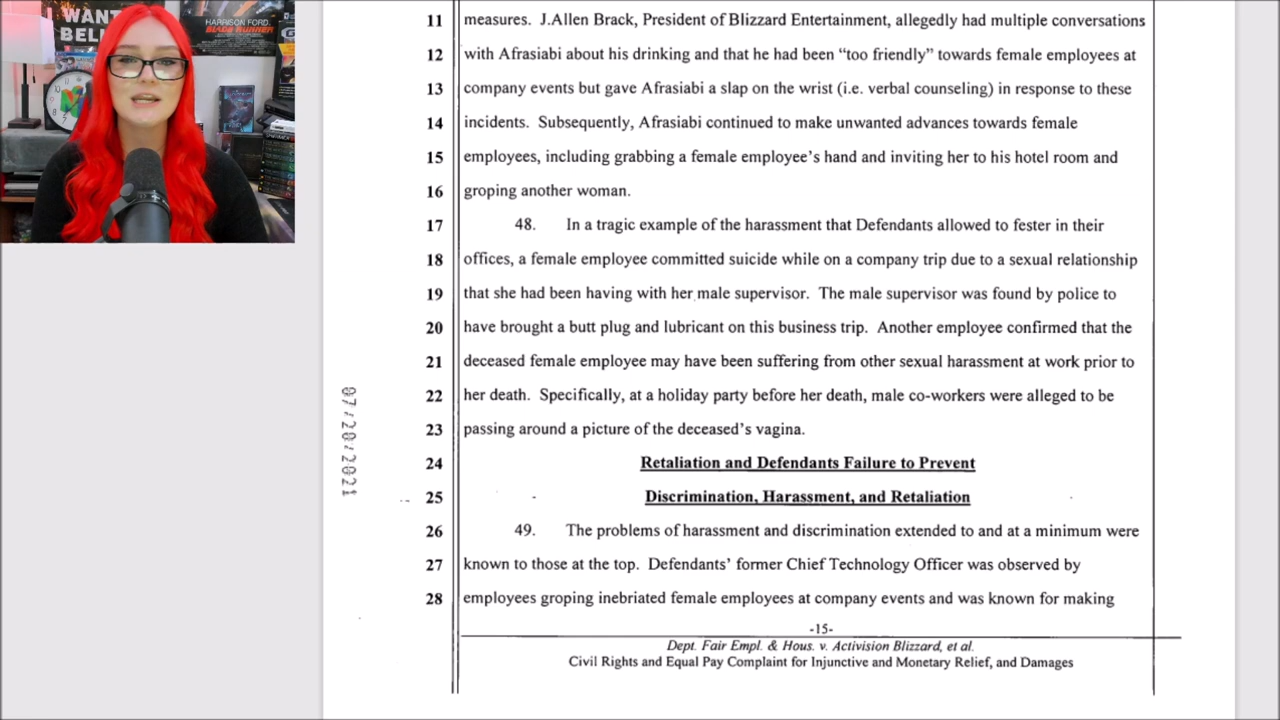 I WANT
BEL
HARRISON FORD.
BLADE RUNNER
11 measures. J.Allen Brack, President of Blizzard Entertainment, allegedly had multiple conversations
12 with Afrasiabi about his drinking and that he had been “too friendly” towards female employees at
13 company events but gave Afrasiabi a slap on the wrist (i.e. verbal counseling) in response to these
14 incidents. Subsequently, Afrasiabi continued to make unwanted advances towards female
15 employees, including grabbing a female employee’s hand and inviting her to his hotel room and
16 groping another woman.
17 48. In a tragic example of the harassment that Defendants allowed to fester in their
18 offices, a female employee committed suicide while on a company trip due to a sexual relationship
19 that she had been having with her male supervisor. The male supervisor was found by police to
20 have brought a butt plug and lubricant on this business trip. Another employee confirmed that the
21 deceased female employee may have been suffering from other sexual harassment at work prior to
22 her death. Specifically, at a holiday party before her death, male co-workers were alleged to be
23 passing around a picture of the deceased’s vagina.
24 Retaliation and Defendants Failure to Prevent
25 Discrimination, Harassment, and Retaliation
26 49. The problems of harassment and discrimination extended to and at a minimum were
27 known to those at the top. Defendants’ former Chief Technology Officer was observed by
28 employees groping inebriated female employees at company events and was known for making
-15-
Dept. Fair Empl. & Hous. v. Activision Blizzard, et al.
Civil Rights and Equal Pay Complaint for Injunctive and Monetary Relief, and Damages
07/20/2021